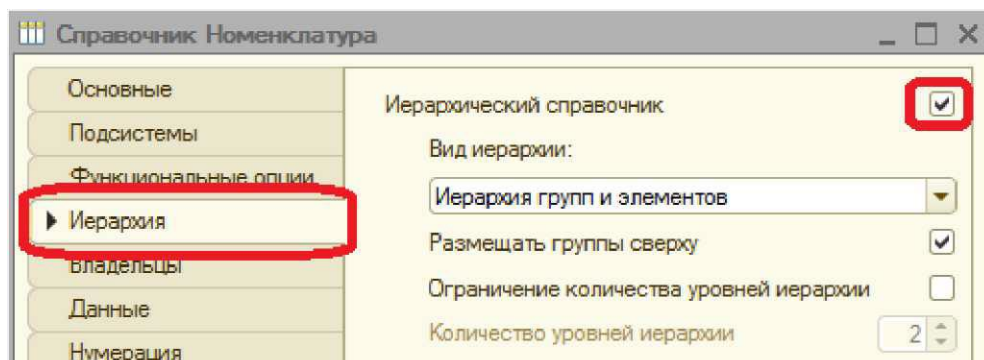 Справочник Номенклатура
Основные
Подсистемы
Функциональные опции
Иерархия
Владельцы
Данные
Нумерация
Иерархический справочник
Вид иерархии:
Иерархия групп и элементов
Размещать группы сверху
Ограничение количества уровней иерархии
Количество уровней иерархии 2